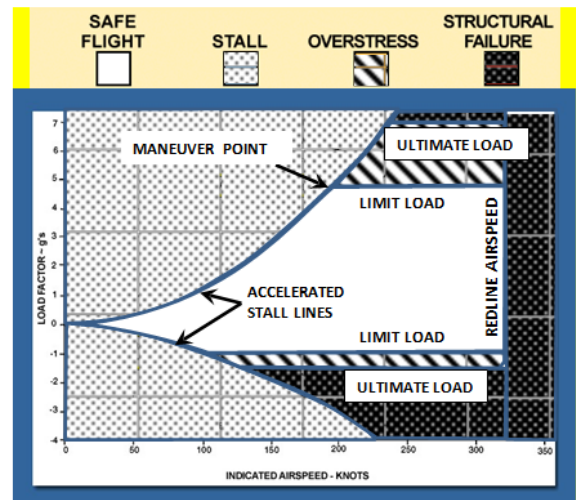 SAFE FLIGHT
STALL
OVERSTRESS
STRUCTURAL FAILURE
7
6
5
4
3
2
1
0
-1
-2
-3
-4
LOAD FACTOR ~ g's
MANEUVER POINT
ULTIMATE LOAD
LIMIT LOAD
REDLINE AIRSPEED
ACCELERATED
STALL LINES
LIMIT LOAD
ULTIMATE LOAD
0
50
100
150
200
250
300
350
INDICATED AIRSPEED - KNOTS